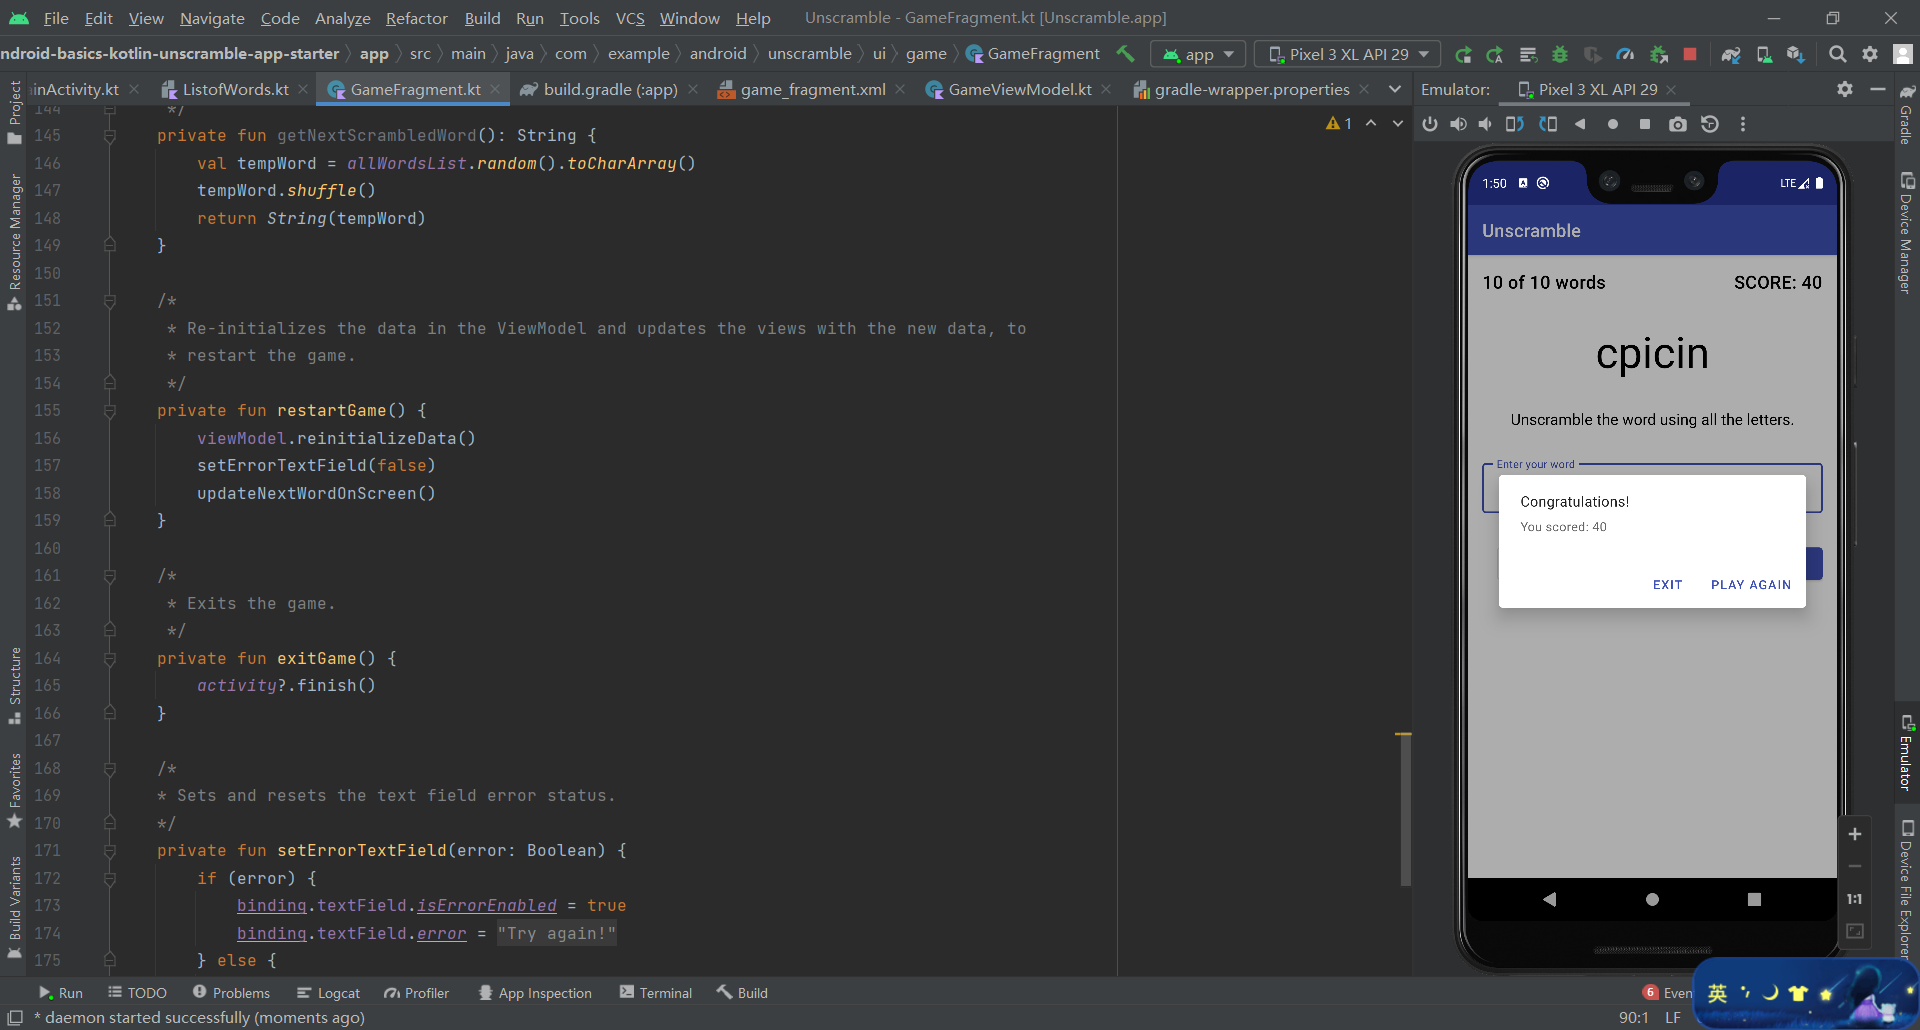 File Edit View Navigate Code Analyze Refactor Build Run Tools VCS Window Help Unscramble - GameFragment.kt [Unscramble.app]
ndroid-basics-kotlin-unscramble-app-starter app src main java com example android unscramble ui game GameFragment app Pixel 3 XL API 29
inActivity.kt ListofWords.kt GameFragment.kt build.gradle (:app) game_fragment.xml GameViewModel.kt gradle-wrapper.properties Emulator: Pixel 3 XL API 29
144 */
145 private fun getNextScrambledWord(): String {
146 val tempWord = allWordsList.random().toCharArray()
147 tempWord.shuffle()
148 return String(tempWord)
149 }
150
151 /*
152 * Re-initializes the data in the ViewModel and updates the views with the new data, to
153 * restart the game.
154 */
155 private fun restartGame() {
156 viewModel.reinitializeData()
157 setErrorTextField(false)
158 updateNextWordOnScreen()
159 }
160
161 /*
162 * Exits the game.
163 */
164 private fun exitGame() {
165 activity?.finish()
166 }
167
168 /*
169 * Sets and resets the text field error status.
170 */
171 private fun setErrorTextField(error: Boolean) {
172 if (error) {
173 binding.textField.isErrorEnabled = true
174 binding.textField.error = "Try again!"
175 } else {
1
1:50 LTE
Unscramble
10 of 10 words SCORE: 40
cpicin
Unscramble the word using all the letters.
Enter your word
Congratulations!
You scored: 40
EXIT PLAY AGAIN
1:1
Project
Resource Manager
Structure
Favorites
Build Variants
Gradle
Device Manager
Emulator
Device File Explorer
Run TODO Problems Logcat Profiler App Inspection Terminal Build 6 Even
* daemon started successfully (moments ago) 90:1 LF
英